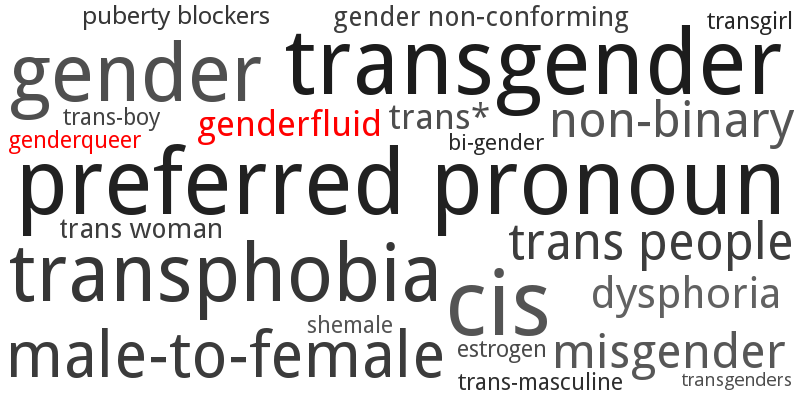 puberty blockers
gender non-conforming
transgirl
gender
transgender
trans-boy
genderfluid
trans*
non-binary
genderqueer
bi-gender
preferred pronoun
trans woman
trans people
transphobia
cis
dysphoria
shemale
male-to-female
estrogen
misgender
trans-masculine
transgenders